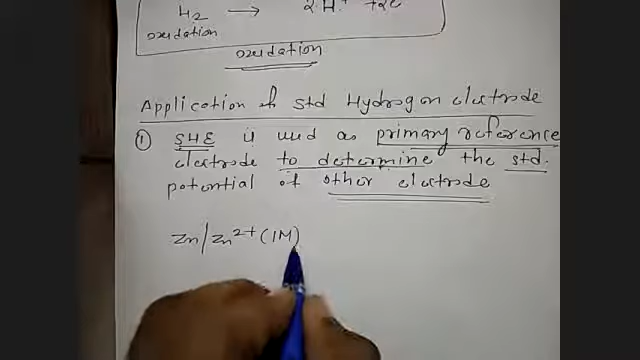 H2 → 2H+ + 2e
oxidation
oxidation
Application of std Hydrogen electrode
① SHE is used as primary reference
electrode to determine the std.
potential of other electrode
Zn/Zn2+ (1M)